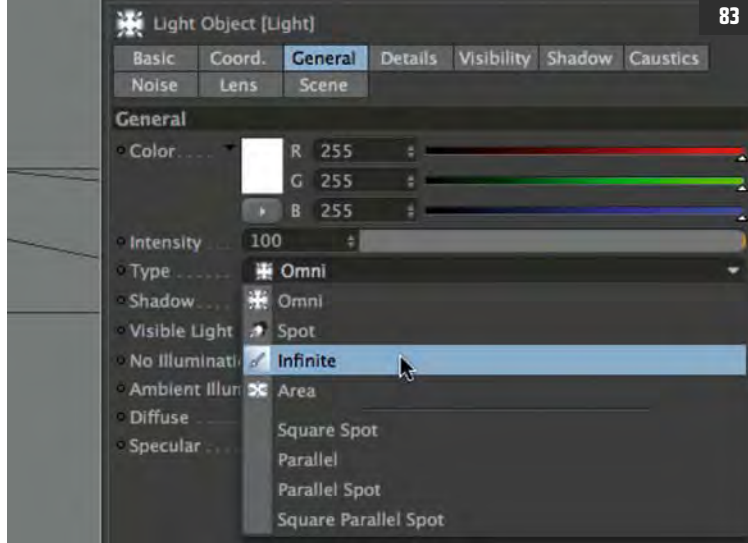 83
Light Object [Light]
Basic Coord. General Details Visibility Shadow Caustics
Noise Lens Scene
General
Color.... R 255
G 255
B 255
Intensity ... 100
Type ....... Omni
Shadow.... Omni
Visible Light Spot
No Illuminati Infinite
Ambient Illun Area
Diffuse .....
Square Spot
Specular ....
Parallel
Parallel Spot
Square Parallel Spot